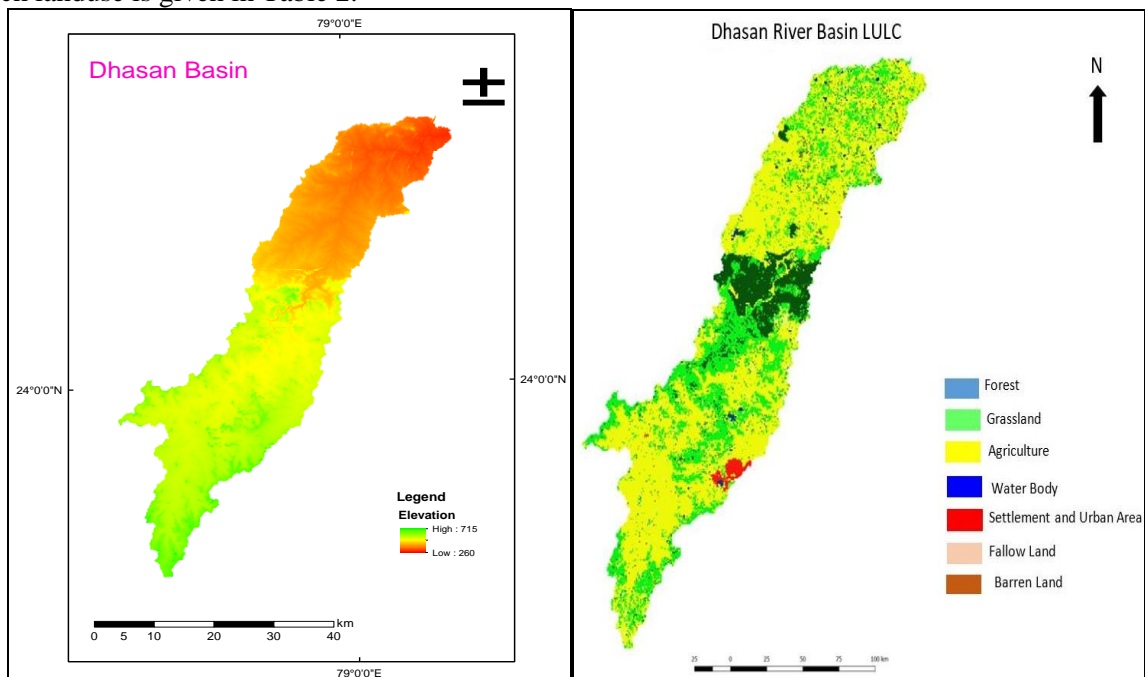 en landuse is given in Table 2.
79°0'0"E
Dhasan Basin
24°0'0"N
24°0'0"N
Legend
Elevation
High : 715
Low : 260
km
0 5 10 20 30 40
79°0'0"E
Dhasan River Basin LULC
N
Forest
Grassland
Agriculture
Water Body
Settlement and Urban Area
Fallow Land
Barren Land
25 0 25 50 75 100 km